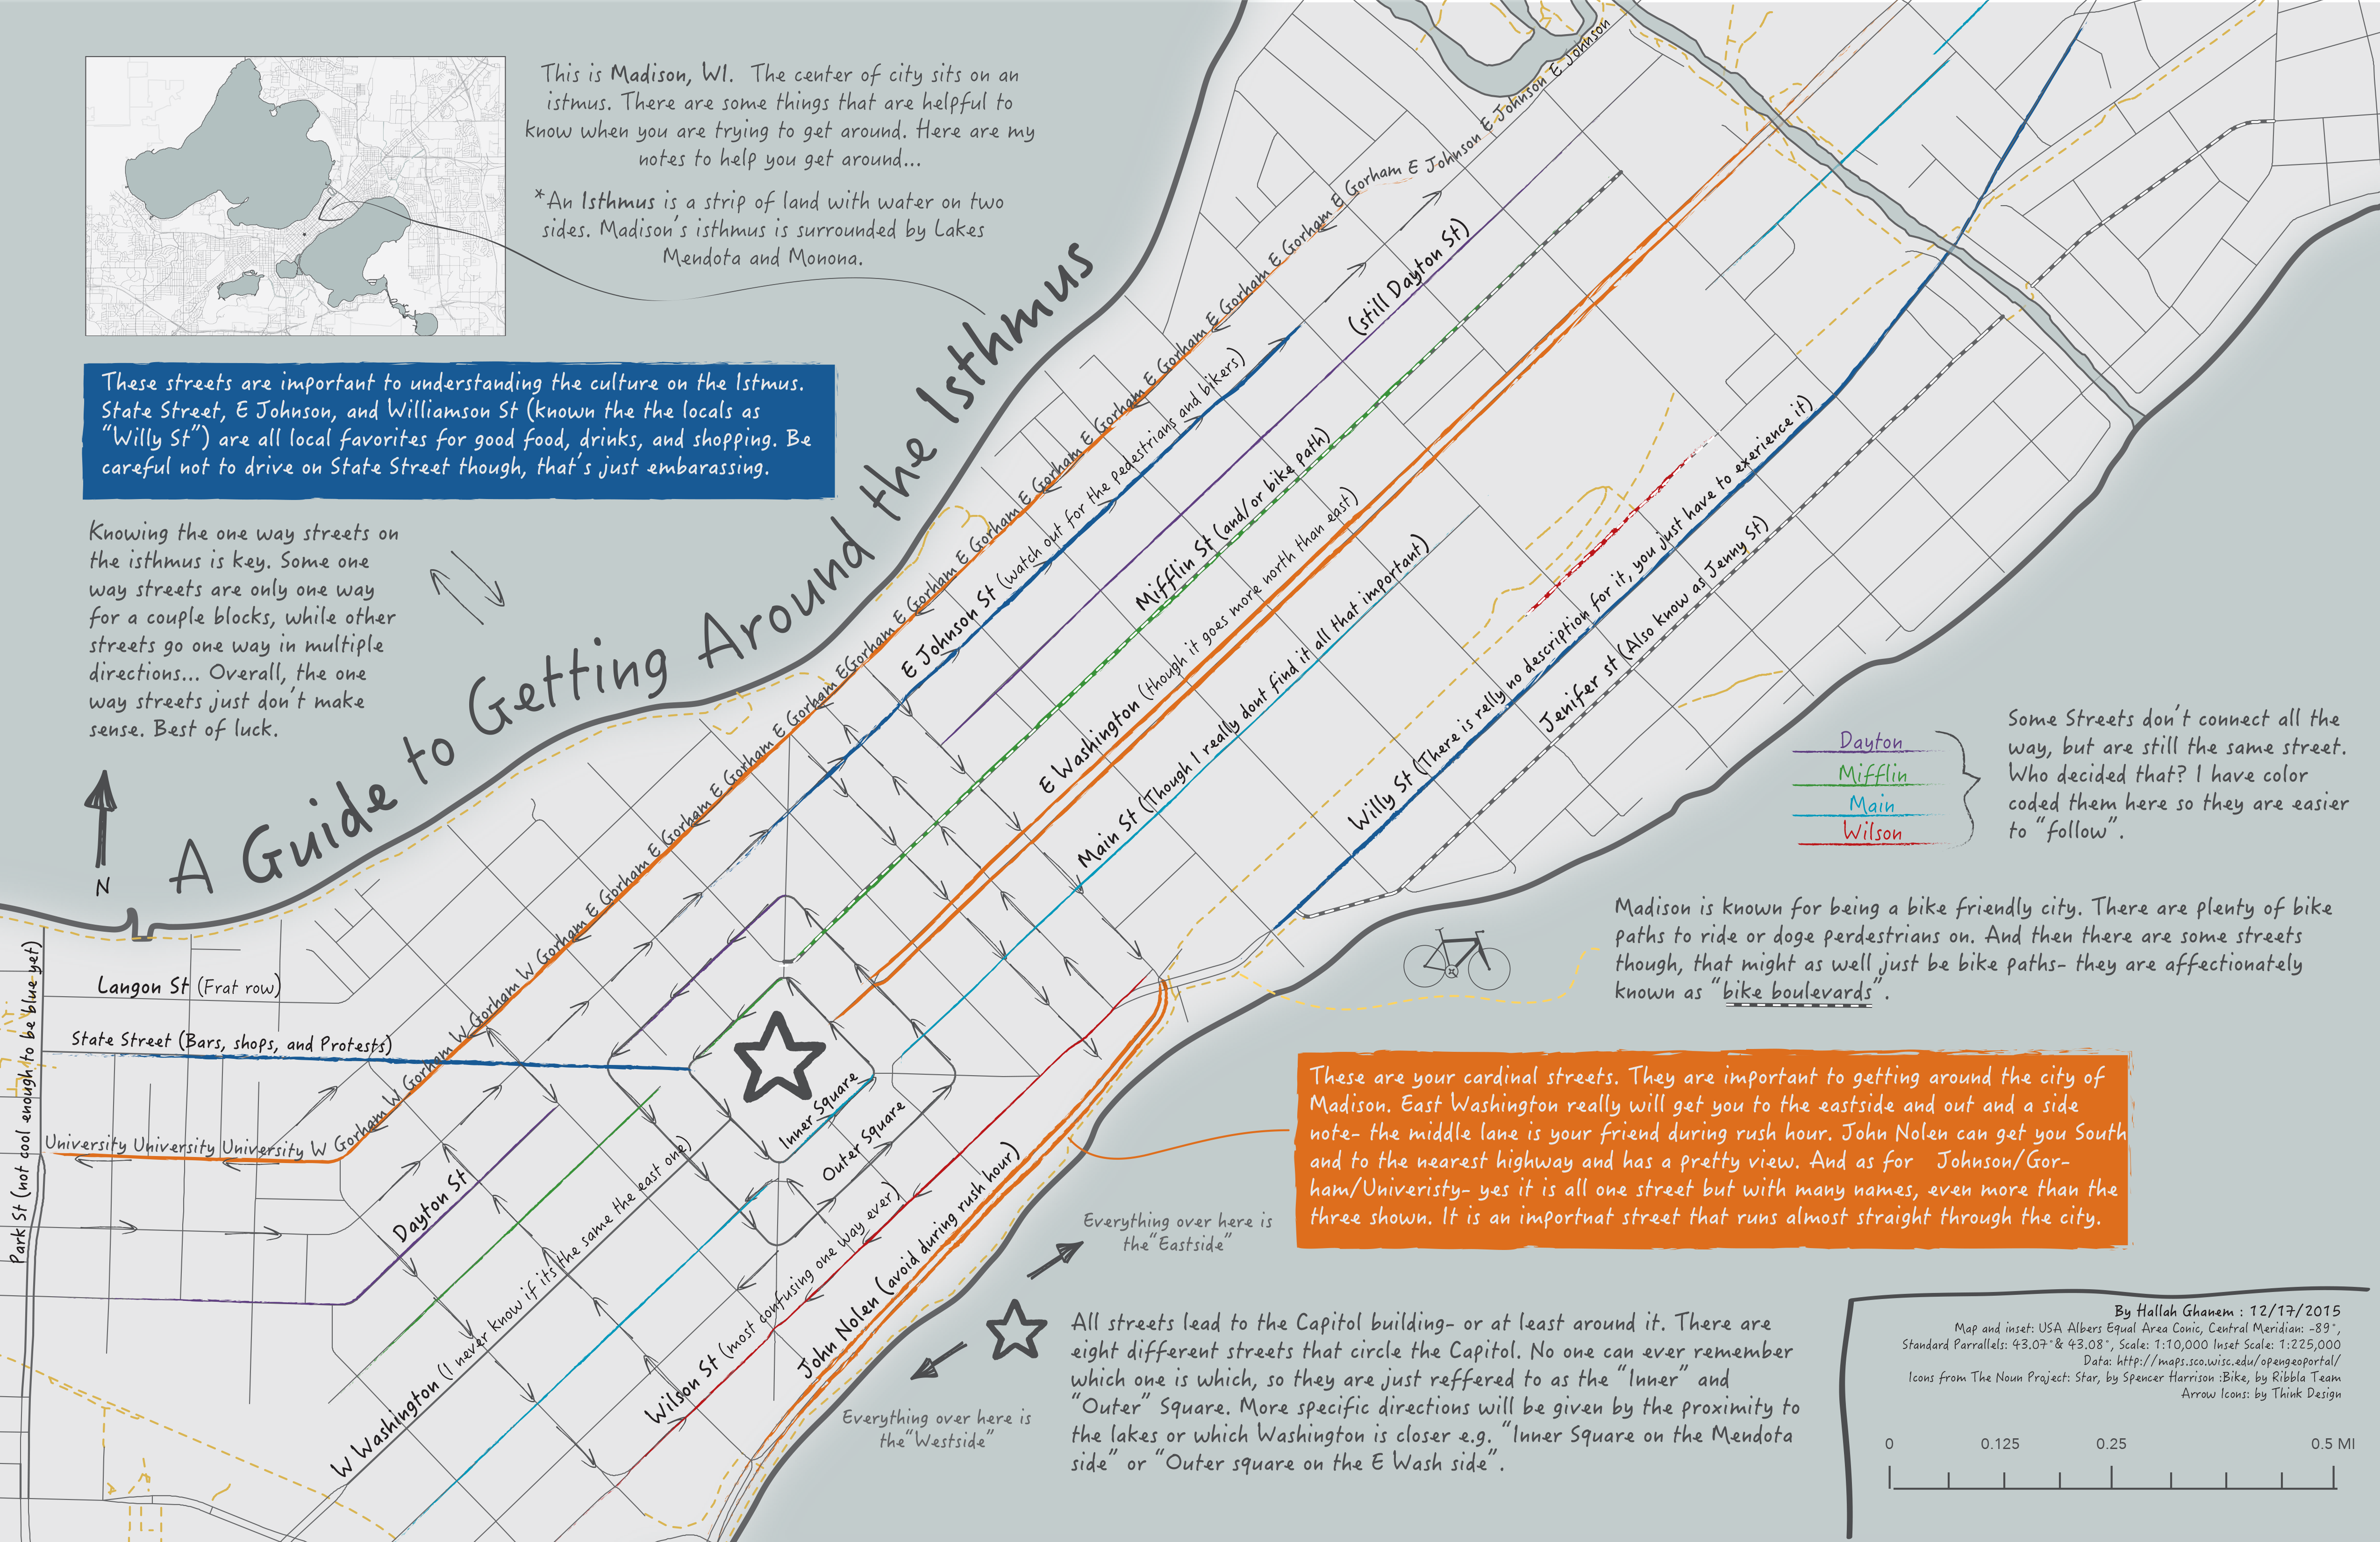 This is Madison, WI.  The center of city sits on an
istmus. There are some things that are helpful to
know when you are trying to get around. Here are my
notes to help you get around...
*An Isthmus is a strip of land with water on two
sides. Madison's isthmus is surrounded by Lakes
Mendota and Monona.
These streets are important to understanding the culture on the Istmus.
State Street, E Johnson, and Williamson St (known the the locals as
"Willy St") are all local favorites for good food, drinks, and shopping. Be
careful not to drive on State Street though, that's just embarassing.
Knowing the one way streets on
the isthmus is key. Some one
way streets are only one way
for a couple blocks, while other
streets go one way in multiple
directions... Overall, the one
way streets just don't make
sense. Best of luck.
N
A Guide to Getting Around the Isthmus
Park St (not cool enough to be blue-yet)
Langon St (Frat row)
State Street (Bars, shops, and Protests)
University University University W Gorham W Gorham W Gorham W Gorham W Gorham E Gorham E Gorham E Gorham E Gorham E Gorham E Gorham EGorham E Gorham E Gorham E Gorham E Gorham E Gorham E Gorham E Gorham E Gorham E Gorham E Gorham E Gorham E Johnson E Johnson E Johnson E Johnson
E Johnson St (watch out for the pedestrians and bikers)
(still Dayton St)
Mifflin St (and/or bike path)
E Washington (though it goes more north than east)
Main St (Though I really dont find it all that important)
Willy St (There is relly no description for it, you just have to exerience it)
Jenifer st (Also know as Jenny St)
Dayton St
Inner Square
Outer Square
W Washington (I never know if its the same the east one)
Wilson St (most confusing one way ever)
John Nolen (avoid during rush hour)
Dayton
Mifflin
Main
Wilson
Some Streets don't connect all the
way, but are still the same street.
Who decided that? I have color
coded them here so they are easier
to "follow".
Madison is known for being a bike friendly city. There are plenty of bike
paths to ride or doge perdestrians on. And then there are some streets
though, that might as well just be bike paths- they are affectionately
known as "bike boulevards".
These are your cardinal streets. They are important to getting around the city of
Madison. East Washington really will get you to the eastside and out and a side
note- the middle lane is your friend during rush hour. John Nolen can get you South
and to the nearest highway and has a pretty view. And as for   Johnson/Gor-
ham/Univeristy- yes it is all one street but with many names, even more than the
three shown. It is an importnat street that runs almost straight through the city.
Everything over here is
the"Eastside"
Everything over here is
the"Westside"
All streets lead to the Capitol building- or at least around it. There are
eight different streets that circle the Capitol. No one can ever remember
which one is which, so they are just reffered to as the "Inner" and
"Outer" Square. More specific directions will be given by the proximity to
the lakes or which Washington is closer e.g. "Inner Square on the Mendota
side" or "Outer square on the E Wash side".
By Hallah Ghanem : 12/17/2015
Map and inset: USA Albers Equal Area Conic, Central Meridian: -89°,
Standard Parrallels: 43.07°& 43.08°, Scale: 1:10,000 Inset Scale: 1:225,000
Data: http://maps.sco.wisc.edu/opengeoportal/
Icons from The Noun Project: Star, by Spencer Harrison :Bike, by Ribbla Team
Arrow Icons: by Think Design
0 0.125 0.25 0.5 MI